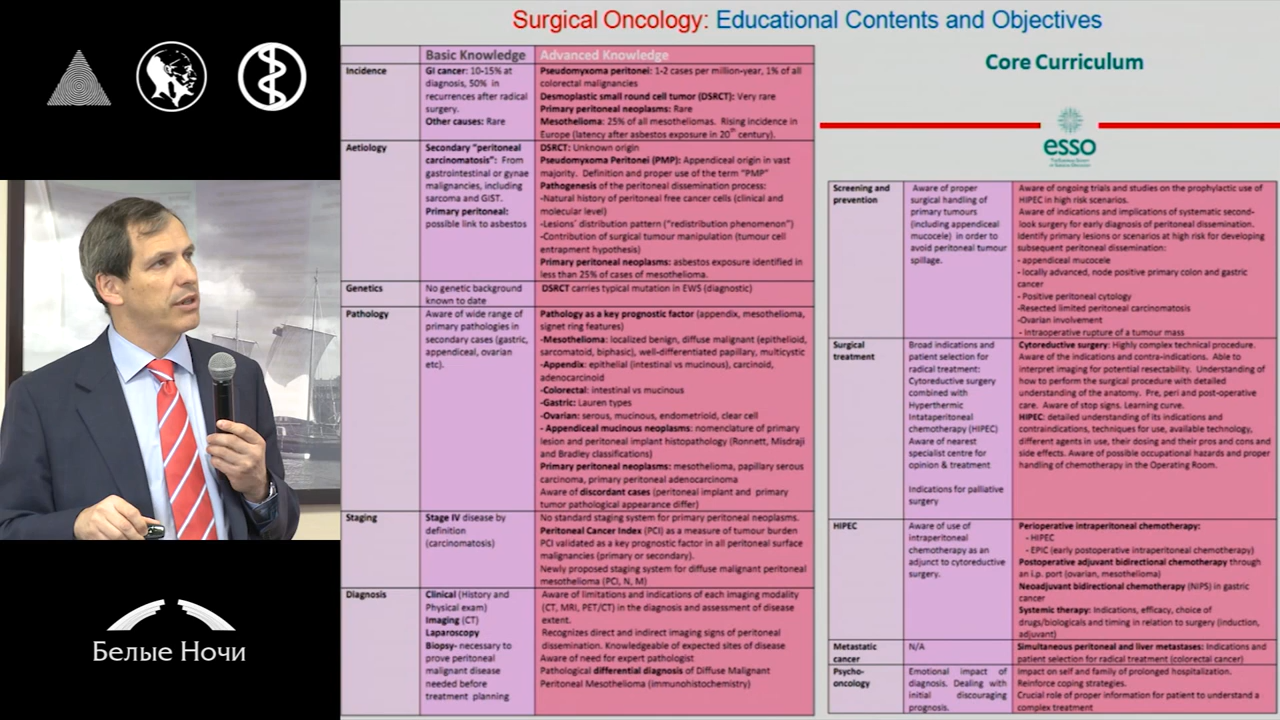 Surgical Oncology: Educational Contents and Objectives
Basic Knowledge
Advanced Knowledge
Incidence
GI cancer: 10-15% at
diagnosis, 50% in
recurrences after radical
surgery.
Other causes: Rare
Pseudomyxoma peritonei: 1-2 cases per million-year, 1% of all
colorectal malignancies
Desmoplastic small round cell tumor (DSRCT): Very rare
Primary peritoneal neoplasms: Rare
Mesothelioma: 25% of all mesotheliomas. Rising incidence in
Europe (latency after asbestos exposure in 20th century).
Aetiology
Secondary "peritoneal
carcinomatosis": From
gastrointestinal or gynae
malignancies, including
sarcoma and GIST.
Primary peritoneal:
possible link to asbestos
DSRCT: Unknown origin
Pseudomyxoma Peritonei (PMP): Appendiceal origin in vast
majority. Definition and proper use of the term "PMP"
Pathogenesis of the peritoneal dissemination process:
-Natural history of peritoneal free cancer cells (clinical and
molecular level)
-Lesions´ distribution pattern ("redistribution phenomenon")
-Contribution of surgical tumour manipulation (tumour cell
entrapment hypothesis)
Primary peritoneal neoplasms: asbestos exposure identified in
less than 25% of cases of mesothelioma.
Genetics
No genetic background
known to date
DSRCT carries typical mutation in EWS (diagnostic)
Pathology
Aware of wide range of
primary pathologies in
secondary cases (gastric,
appendiceal, ovarian
etc).
Pathology as a key prognostic factor (appendix, mesothelioma,
signet ring features)
-Mesothelioma: localized benign, diffuse malignant (epithelioid,
sarcomatoid, biphasic), well-differentiated papillary, multicystic
-Appendix: epithelial (intestinal vs mucinous), carcinoid,
adenocarcinoid
-Colorectal: intestinal vs mucinous
-Gastric: Lauren types
-Ovarian: serous, mucinous, endometrioid, clear cell
- Appendiceal mucinous neoplasms: nomenclature of primary
lesion and peritoneal implant histopathology (Ronnett, Misdraji
and Bradley classifications)
Primary peritoneal neoplasms: mesothelioma, papillary serous
carcinoma, primary peritoneal adenocarcinoma
Aware of discordant cases (peritoneal implant and primary
tumor pathological appearance differ)
Staging
Stage IV disease by
definition
(carcinomatosis)
No standard staging system for primary peritoneal neoplasms.
Peritoneal Cancer Index (PCI) as a measure of tumour burden
PCI validated as a key prognostic factor in all peritoneal surface
malignancies (primary or secondary).
Newly proposed staging system for diffuse malignant peritoneal
mesothelioma (PCI, N, M)
Diagnosis
Clinical (History and
Physical exam)
Imaging (CT)
Laparoscopy
Biopsy- necessary to
prove peritoneal
malignant disease
needed before
treatment planning
Aware of limitations and indications of each imaging modality
(CT, MRI, PET/CT) in the diagnosis and assessment of disease
extent.
Recognizes direct and indirect imaging signs of peritoneal
dissemination. Knowledgeable of expected sites of disease
Aware of need for expert pathologist
Pathological differential diagnosis of Diffuse Malignant
Peritoneal Mesothelioma (immunohistochemistry)
Core Curriculum
esso
Screening and
prevention
Aware of proper
surgical handling of
primary tumours
(including appendiceal
mucocele) in order to
avoid peritoneal tumour
spillage.
Aware of ongoing trials and studies on the prophylactic use of
HIPEC in high risk scenarios.
Aware of indications and implications of systematic second-
look surgery for early diagnosis of peritoneal dissemination.
Identify primary lesions or scenarios at high risk for developing
subsequent peritoneal dissemination:
- appendiceal mucocele
- locally advanced, node positive primary colon and gastric
cancer
- Positive peritoneal cytology
-Resected limited peritoneal carcinomatosis
-Ovarian involvement
- Intraoperative rupture of a tumour mass
Surgical
treatment
Broad indications and
patient selection for
radical treatment:
Cytoreductive surgery
combined with
Hyperthermic
Intataperitoneal
chemotherapy (HIPEC)
Aware of nearest
specialist centre for
opinion & treatment
Indications for palliative
surgery
Cytoreductive surgery: Highly complex technical procedure.
Aware of the indications and contra-indications. Able to
interpret imaging for potential resectability. Understanding of
how to perform the surgical procedure with detailed
understanding of the anatomy. Pre, peri and post-operative
care. Aware of stop signs. Learning curve.
HIPEC: detailed understanding of its indications and
contraindications, techniques for use, available technology,
different agents in use, their dosing and their pros and cons and
side effects. Aware of possible occupational hazards and proper
handling of chemotherapy in the Operating Room.
HIPEC
Aware of use of
intraperitoneal
chemotherapy as an
adjunct to cytoreductive
surgery.
Perioperative intraperitoneal chemotherapy:
- HIPEC
- EPIC (early postoperative intraperitoneal chemotherapy)
Postoperative adjuvant bidirectional chemotherapy through
an i.p. port (ovarian, mesothelioma)
Neoadjuvant bidirectional chemotherapy (NIPS) in gastric
cancer
Systemic therapy: Indications, efficacy, choice of
drugs/biologicals and timing in relation to surgery (induction,
adjuvant)
Metastatic
cancer
N/A
Simultaneous peritoneal and liver metastases: Indications and
patient selection for radical treatment (colorectal cancer)
Psycho-
oncology
Emotional impact of
diagnosis. Dealing with
initial discouraging
prognosis.
Impact on self and family of prolonged hospitalization.
Reinforce coping strategies.
Crucial role of proper information for patient to understand a
complex treatment
Белые Ночи